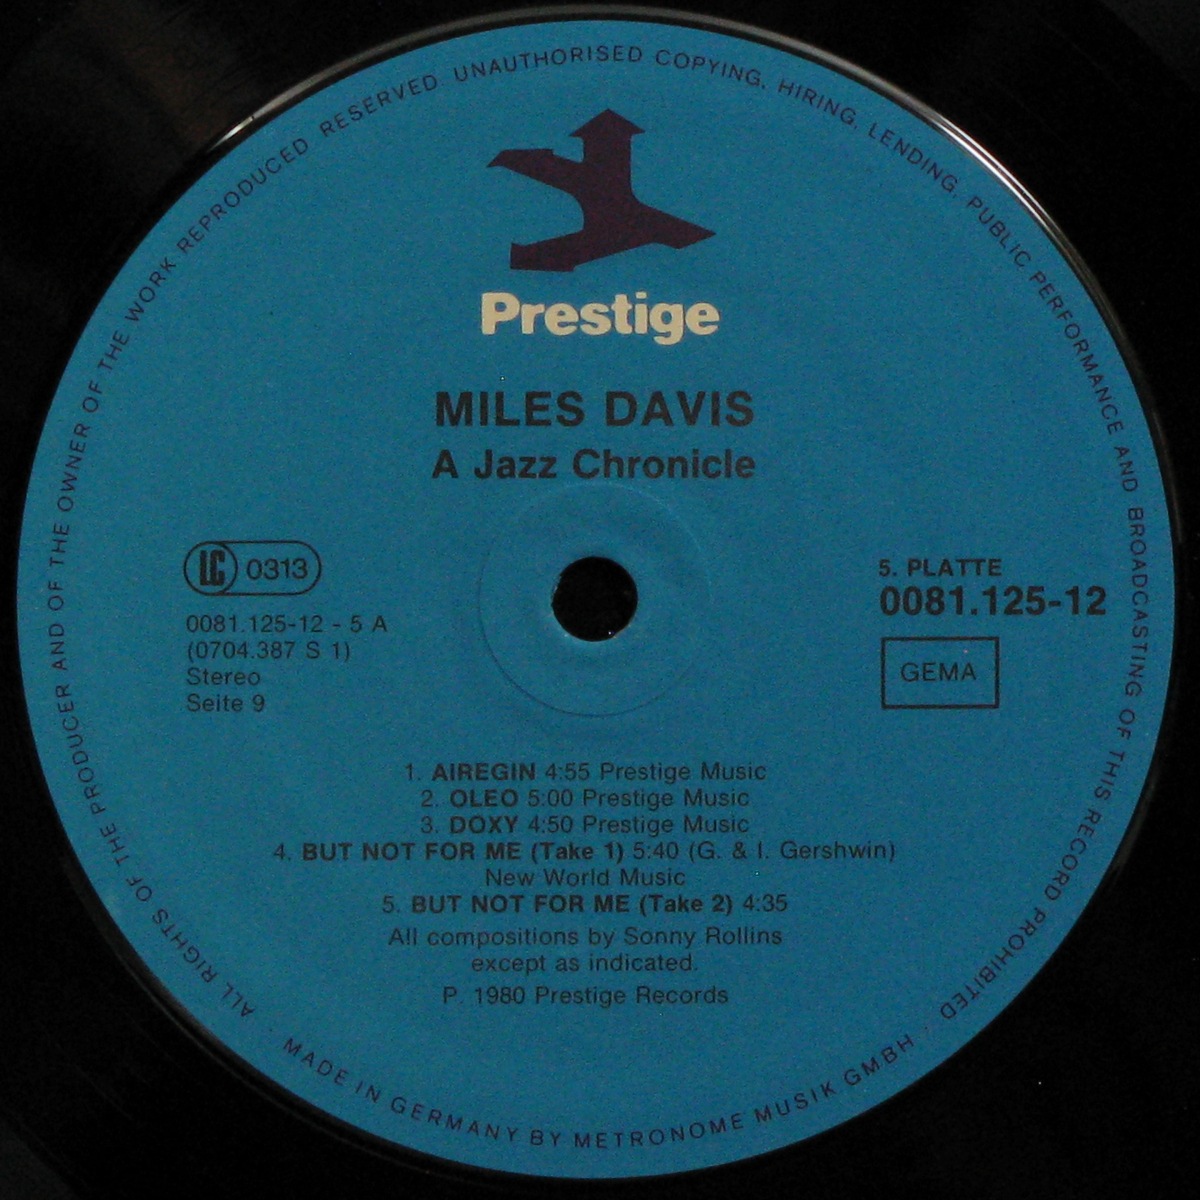 ALL RIGHTS OF THE PRODUCER AND OF THE OWNER OF THE WORK REPRODUCED RESERVED UNAUTHORISED COPYING, HIRING, LENDING, PUBLIC PERFORMANCE AND BROADCASTING OF THIS RECORD PROHIBITED
Prestige
MILES DAVIS
A Jazz Chronicle
LC 0313
0081.125-12 - 5 A
(0704.387 S 1)
Stereo
Seite 9
5. PLATTE
0081.125-12
GEMA
1. AIREGIN 4:55 Prestige Music
2. OLEO 5:00 Prestige Music
3. DOXY 4:50 Prestige Music
4. BUT NOT FOR ME (Take 1) 5:40 (G. & I. Gershwin)
New World Music
5. BUT NOT FOR ME (Take 2) 4:35
All compositions by Sonny Rollins
except as indicated.
P. 1980 Prestige Records
MADE IN GERMANY BY METRONOME MUSIK GMBH